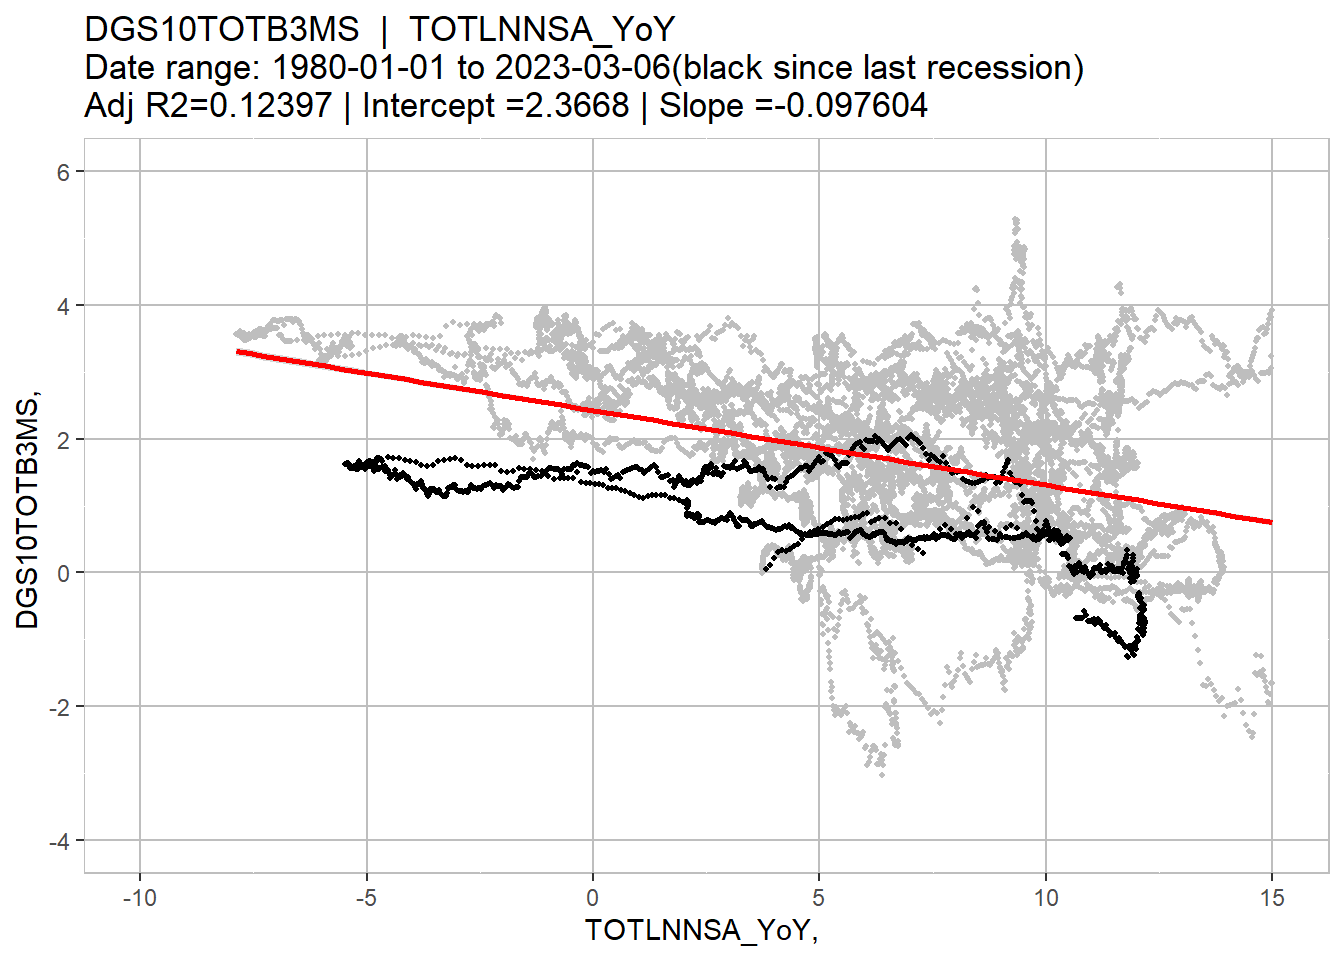 DGS10TOTB3MS | TOTLNNSA_YoY
Date range: 1980-01-01 to 2023-03-06(black since last recession)
Adj R2=0.12397 | Intercept =2.3668 | Slope =-0.097604
6
4
2
0
-2
-4
DGS10TOTB3MS,
-10
-5
0
5
10
15
TOTLNNSA_YoY,